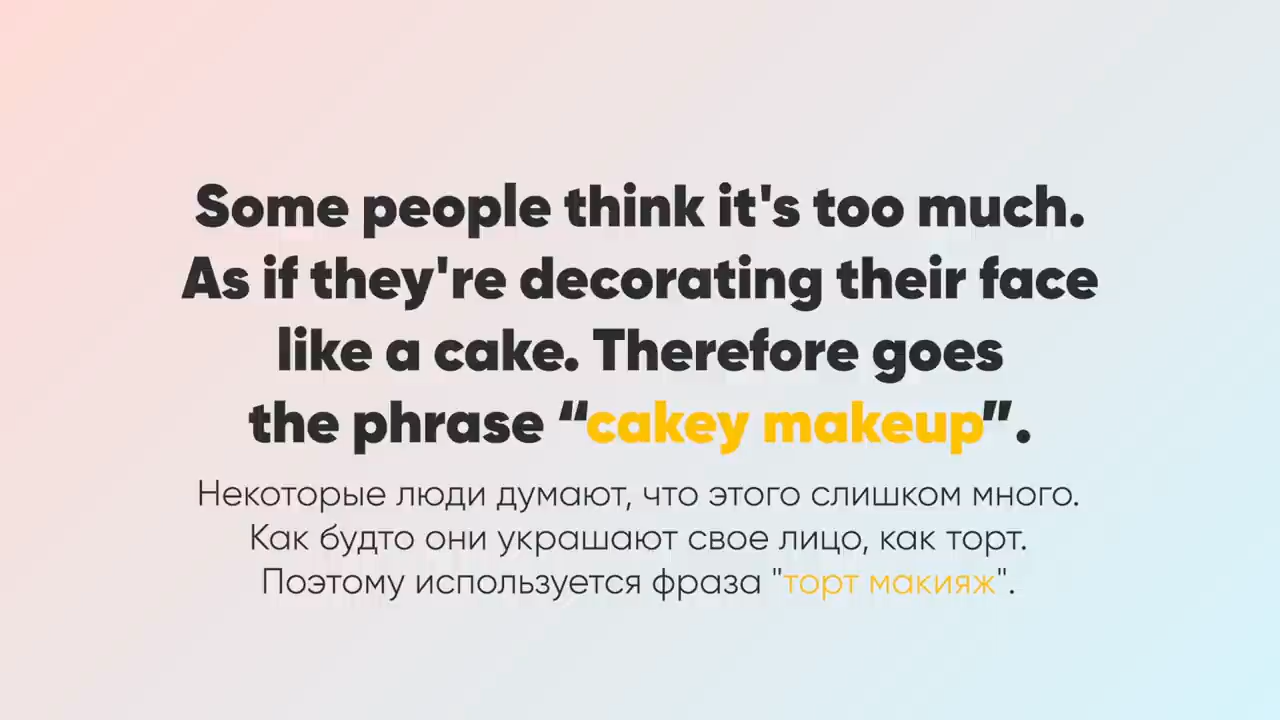 Some people think it's too much.
As if they're decorating their face
like a cake. Therefore goes
the phrase “cakey makeup”.
Некоторые люди думают, что этого слишком много.
Как будто они украшают свое лицо, как торт.
Поэтому используется фраза "торт макияж".